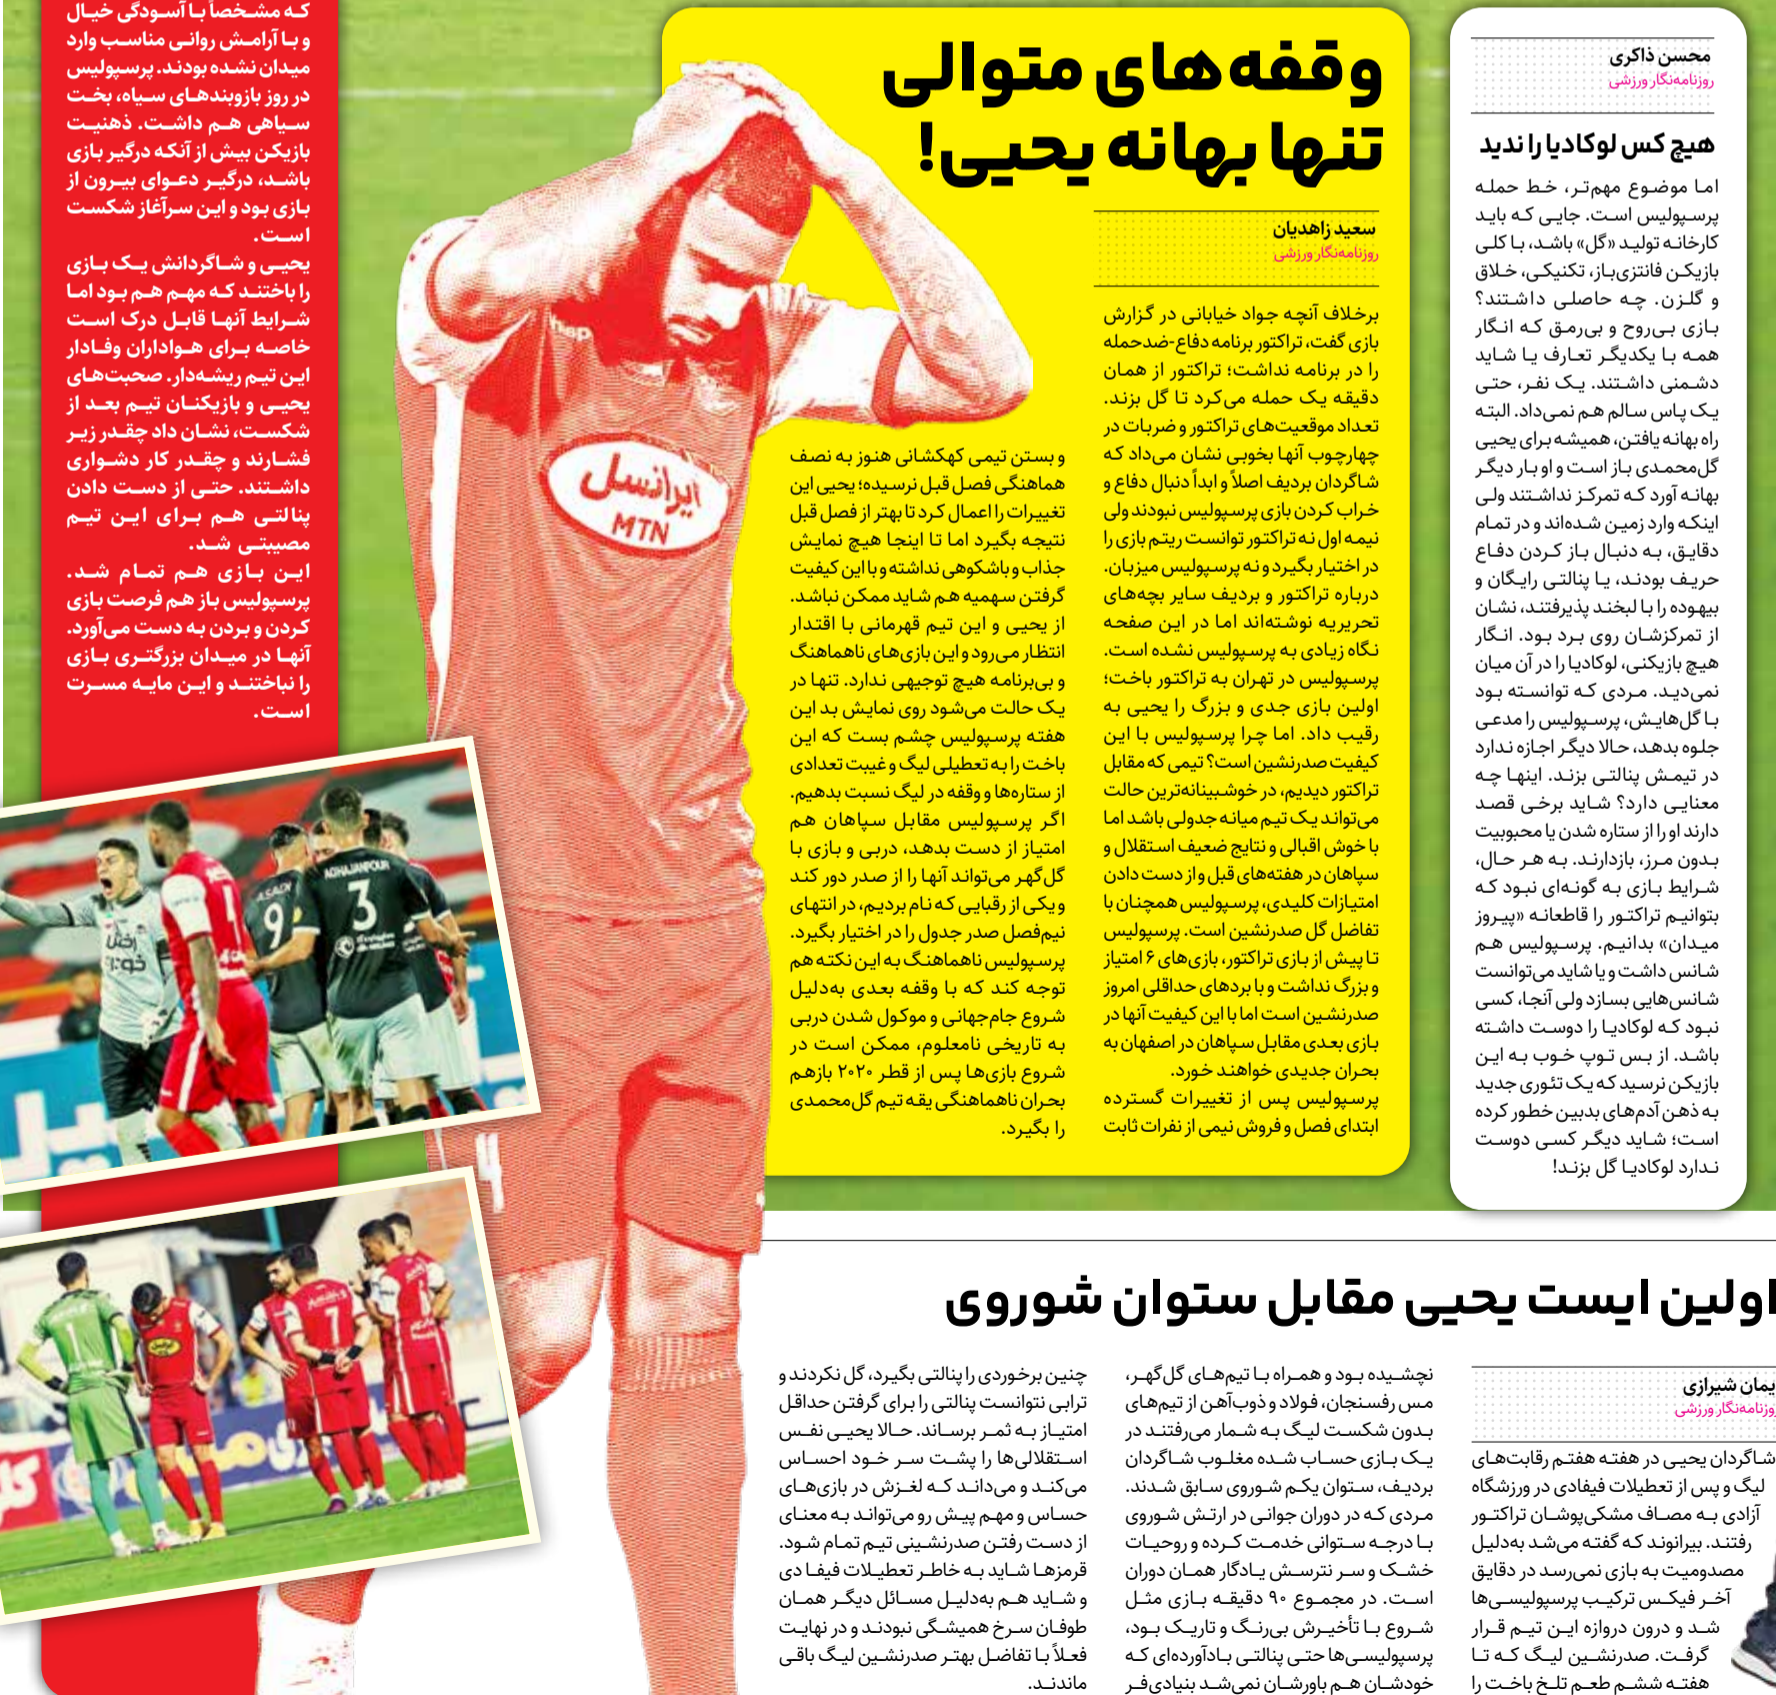 محسن ذاکری
روزنامه‌نگار ورزشی
هیچ کس لوکادیا را ندید
اما موضوع مهم‌تر، خط حمله
پرسپولیس است. جایی که باید
کارخانه تولید «گل» باشد، با کلی
بازیکن فانتزی‌باز، تکنیکی، خلاق
و گلزن. چه حاصلی داشتند؟
بازی بی‌روح و بی‌رمق که انگار
همه با یکدیگر تعارف یا شاید
دشمنی داشتند. یک نفر، حتی
یک پاس سالم هم نمی‌داد. البته
راه بهانه یافتن، همیشه برای یحیی
گل‌محمدی باز است و او بار دیگر
بهانه آورد که تمرکز نداشتند ولی
اینکه وارد زمین شده‌اند و در تمام
دقایق، به دنبال باز کردن دفاع
حریف بودند، یا پنالتی رایگان و
بیهوده را با لبخند پذیرفتند، نشان
از تمرکزشان روی برد بود. انگار
هیچ بازیکنی، لوکادیا را در آن میان
نمی‌دید. مردی که توانسته بود
با گل‌هایش، پرسپولیس را مدعی
جلوه بدهد، حالا دیگر اجازه ندارد
در تیمش پنالتی بزند. اینها چه
معنایی دارد؟ شاید برخی قصد
دارند او را از ستاره شدن یا محبوبیت
بدون مرز، بازدارند. به هر حال،
شرایط بازی به گونه‌ای نبود که
بتوانیم تراکتور را قاطعانه «پیروز
میدان» بدانیم. پرسپولیس هم
شانس داشت و یا شاید می‌توانست
شانس‌هایی بسازد ولی آنجا، کسی
نبود که لوکادیا را دوست داشته
باشد. از بس توپ خوب به این
بازیکن نرسید که یک تئوری جدید
به ذهن آدم‌های بدبین خطور کرده
است؛ شاید دیگر کسی دوست
ندارد لوکادیا گل بزند!
وقفه‌های متوالی
تنها بهانه یحیی!
سعید زاهدیان
روزنامه‌نگار ورزشی
برخلاف آنچه جواد خیابانی در گزارش
بازی گفت، تراکتور برنامه دفاع-ضدحمله
را در برنامه نداشت؛ تراکتور از همان
دقیقه یک حمله می‌کرد تا گل بزند.
تعداد موقعیت‌های تراکتور و ضربات در
چهارچوب آنها بخوبی نشان می‌داد که
شاگردان بردیف اصلاً و ابداً دنبال دفاع و
خراب کردن بازی پرسپولیس نبودند ولی
نیمه اول نه تراکتور توانست ریتم بازی را
در اختیار بگیرد و نه پرسپولیس میزبان.
درباره تراکتور و بردیف سایر بچه‌های
تحریریه نوشته‌اند اما در این صفحه
نگاه زیادی به پرسپولیس نشده است.
پرسپولیس در تهران به تراکتور باخت؛
اولین بازی جدی و بزرگ را یحیی به
رقیب داد. اما چرا پرسپولیس با این
کیفیت صدرنشین است؟ تیمی که مقابل
تراکتور دیدیم، در خوشبینانه‌ترین حالت
می‌تواند یک تیم میانه جدولی باشد اما
با خوش اقبالی و نتایج ضعیف استقلال و
سپاهان در هفته‌های قبل و از دست دادن
امتیازات کلیدی، پرسپولیس همچنان با
تفاضل گل صدرنشین است. پرسپولیس
تا پیش از بازی تراکتور، بازی‌های ۶ امتیاز
و بزرگ نداشت و با بردهای حداقلی امروز
صدرنشین است اما با این کیفیت آنها در
بازی بعدی مقابل سپاهان در اصفهان به
بحران جدیدی خواهند خورد.
پرسپولیس پس از تغییرات گسترده
ابتدای فصل و فروش نیمی از نفرات ثابت
و بستن تیمی کهکشانی هنوز به نصف
هماهنگی فصل قبل نرسیده؛ یحیی این
تغییرات را اعمال کرد تا بهتر از فصل قبل
نتیجه بگیرد اما تا اینجا هیچ نمایش
جذاب و باشکوهی نداشته و با این کیفیت
گرفتن سهمیه هم شاید ممکن نباشد.
از یحیی و این تیم قهرمانی با اقتدار
انتظار می‌رود و این بازی‌های ناهماهنگ
و بی‌برنامه هیچ توجیهی ندارد. تنها در
یک حالت می‌شود روی نمایش بد این
هفته پرسپولیس چشم بست که این
باخت را به تعطیلی لیگ و غیبت تعدادی
از ستاره‌ها و وقفه در لیگ نسبت بدهیم.
اگر پرسپولیس مقابل سپاهان هم
امتیاز از دست بدهد، دربی و بازی با
گل‌گهر می‌تواند آنها را از صدر دور کند
و یکی از رقبایی که نام بردیم، در انتهای
نیم‌فصل صدر جدول را در اختیار بگیرد.
پرسپولیس ناهماهنگ به این نکته هم
توجه کند که با وقفه بعدی به‌دلیل
شروع جام‌جهانی و موکول شدن دربی
به تاریخی نامعلوم، ممکن است در
شروع بازی‌ها پس از قطر ۲۰۲۰ بازهم
بحران ناهماهنگی یقه تیم گل‌محمدی
را بگیرد.
ایرانسل
MTN
که مشخصاً با آسودگی خیال
و با آرامش روانی مناسب وارد
میدان نشده بودند. پرسپولیس
در روز بازوبندهای سیاه، بخت
سیاهی هم داشت. ذهنیت
بازیکن بیش از آنکه درگیر بازی
باشد، درگیر دعوای بیرون از
بازی بود و این سرآغاز شکست
است.
یحیی و شاگردانش یک بازی
را باختند که مهم هم بود اما
شرایط آنها قابل درک است
خاصه برای هواداران وفادار
این تیم ریشه‌دار. صحبت‌های
یحیی و بازیکنان تیم بعد از
شکست، نشان داد چقدر زیر
فشارند و چقدر کار دشواری
داشتند. حتی از دست دادن
پنالتی هم برای این تیم
مصیبتی شد.
این بازی هم تمام شد.
پرسپولیس باز هم فرصت بازی
کردن و بردن به دست می‌آورد.
آنها در میدان بزرگتری بازی
را نباختند و این مایه مسرت
است.
AGHAJANPOUR
3
9
4
1
7
اولین ایست یحیی مقابل ستوان شوروی
یمان شیرازی
روزنامه‌نگار ورزشی
شاگردان یحیی در هفته هفتم رقابت‌های
لیگ و پس از تعطیلات فیفادی در ورزشگاه
آزادی به مصاف مشکی‌پوشان تراکتور
رفتند. بیرانوند که گفته می‌شد به‌دلیل
مصدومیت به بازی نمی‌رسد در دقایق
آخر فیکس ترکیب پرسپولیسی‌ها
شد و درون دروازه این تیم قرار
گرفت. صدرنشین لیگ که تا
هفته ششم طعم تلخ باخت را
نچشیده بود و همراه با تیم‌های گل‌گهر،
مس رفسنجان، فولاد و ذوب‌آهن از تیم‌های
بدون شکست لیگ به شمار می‌رفتند در
یک بازی حساب شده مغلوب شاگردان
بردیف، ستوان یکم شوروی سابق شدند.
مردی که در دوران جوانی در ارتش شوروی
با درجه ستوانی خدمت کرده و روحیات
خشک و سر نترسش یادگار همان دوران
است. در مجموع ۹۰ دقیقه بازی مثل
شروع با تأخیرش بی‌رنگ و تاریک بود،
پرسپولیسی‌ها حتی پنالتی بادآورده‌ای که
خودشان هم باورشان نمی‌شد بنیادی‌فر
چنین برخوردی را پنالتی بگیرد، گل نکردند و
ترابی نتوانست پنالتی را برای گرفتن حداقل
امتیاز به ثمر برساند. حالا یحیی نفس
استقلالی‌ها را پشت سر خود احساس
می‌کند و می‌داند که لغزش در بازی‌های
حساس و مهم پیش رو می‌تواند به معنای
از دست رفتن صدرنشینی تیم تمام شود.
قرمزها شاید به خاطر تعطیلات فیفا دی
و شاید هم به‌دلیل مسائل دیگر همان
طوفان سرخ همیشگی نبودند و در نهایت
فعلاً با تفاضل بهتر صدرنشین لیگ باقی
ماندند.